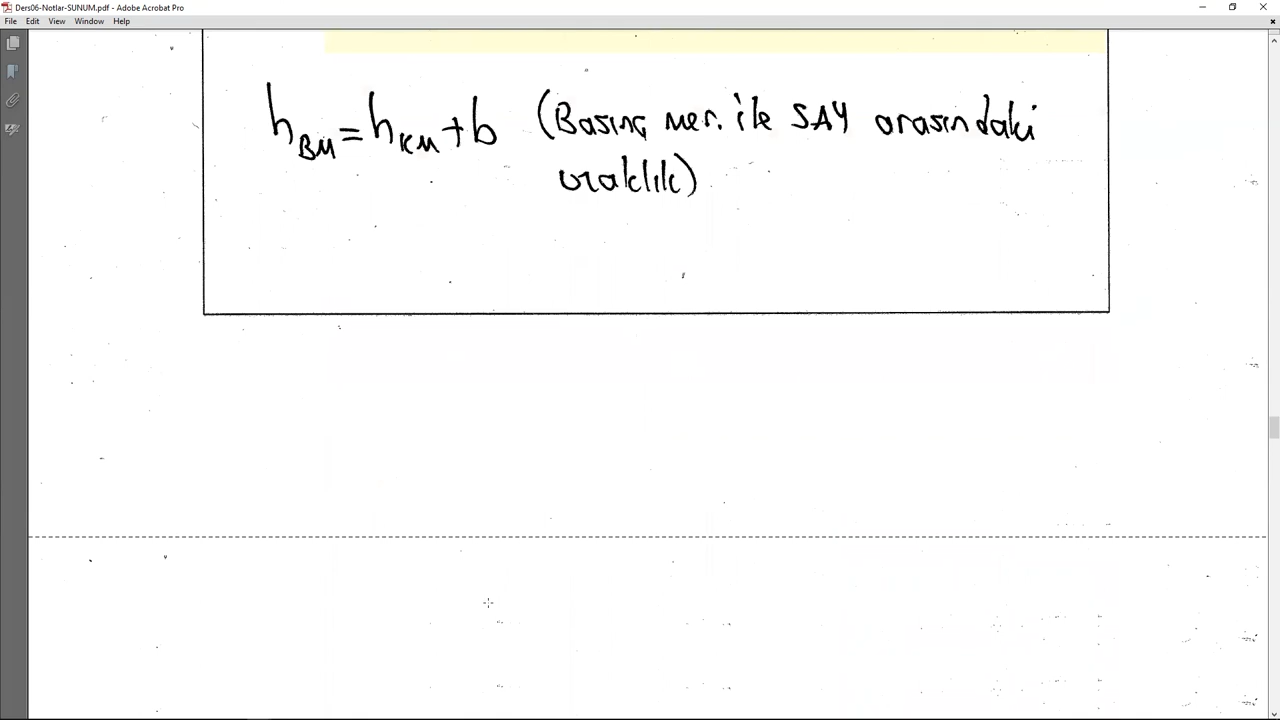 Ders06-Notlar-SUNUM.pdf - Adobe Acrobat Pro
File Edit View Window Help
h_BM = h_KM + b (Basınç mer. ile SAY arasındaki
uzaklık)